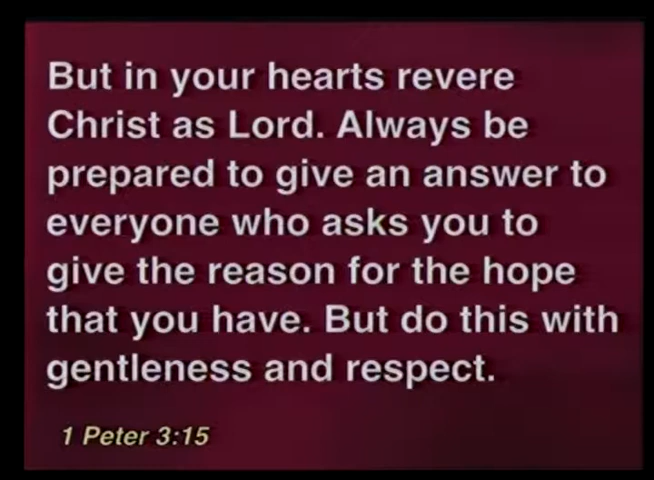 But in your hearts revere
Christ as Lord. Always be
prepared to give an answer to
everyone who asks you to
give the reason for the hope
that you have. But do this with
gentleness and respect.
1 Peter 3:15